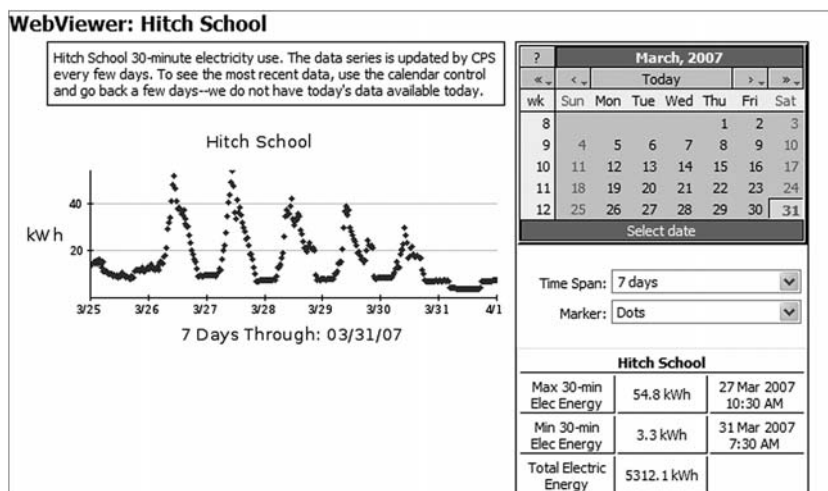 WebViewer: Hitch School
Hitch School 30-minute electricity use. The data series is updated by CPS
every few days. To see the most recent data, use the calendar control
and go back a few days--we do not have today's data available today.
Hitch School
40
kWh
20
3/25 3/26 3/27 3/28 3/29 3/30 3/31 4/1
7 Days Through: 03/31/07
? March, 2007
« ‹ Today › »
wk Sun Mon Tue Wed Thu Fri Sat
8 1 2 3
9 4 5 6 7 8 9 10
10 11 12 13 14 15 16 17
11 18 19 20 21 22 23 24
12 25 26 27 28 29 30 31
Select date
Time Span: 7 days
Marker: Dots
Hitch School
Max 30-min
Elec Energy
54.8 kWh
27 Mar 2007
10:30 AM
Min 30-min
Elec Energy
3.3 kWh
31 Mar 2007
7:30 AM
Total Electric
Energy
5312.1 kWh